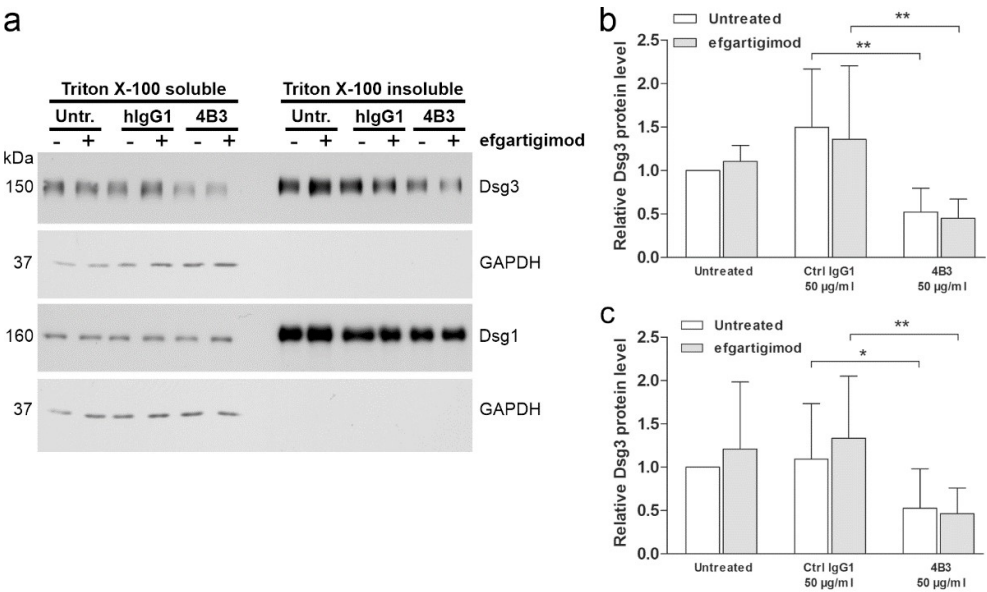 a
Triton X-100 soluble
Triton X-100 insoluble
Untr. hIgG1 4B3
Untr. hIgG1 4B3
- + - + - +
- + - + - + efgartigimod
kDa
150 Dsg3
37 GAPDH
160 Dsg1
37 GAPDH
b
Untreated
efgartigimod
**
**
Relative Dsg3 protein level
2.5
2.0
1.5
1.0
0.5
0.0
Untreated
Ctrl IgG1
50 µg/ml
4B3
50 µg/ml
c
Untreated
efgartigimod
**
*
Relative Dsg3 protein level
2.5
2.0
1.5
1.0
0.5
0.0
Untreated
Ctrl IgG1
50 µg/ml
4B3
50 µg/ml